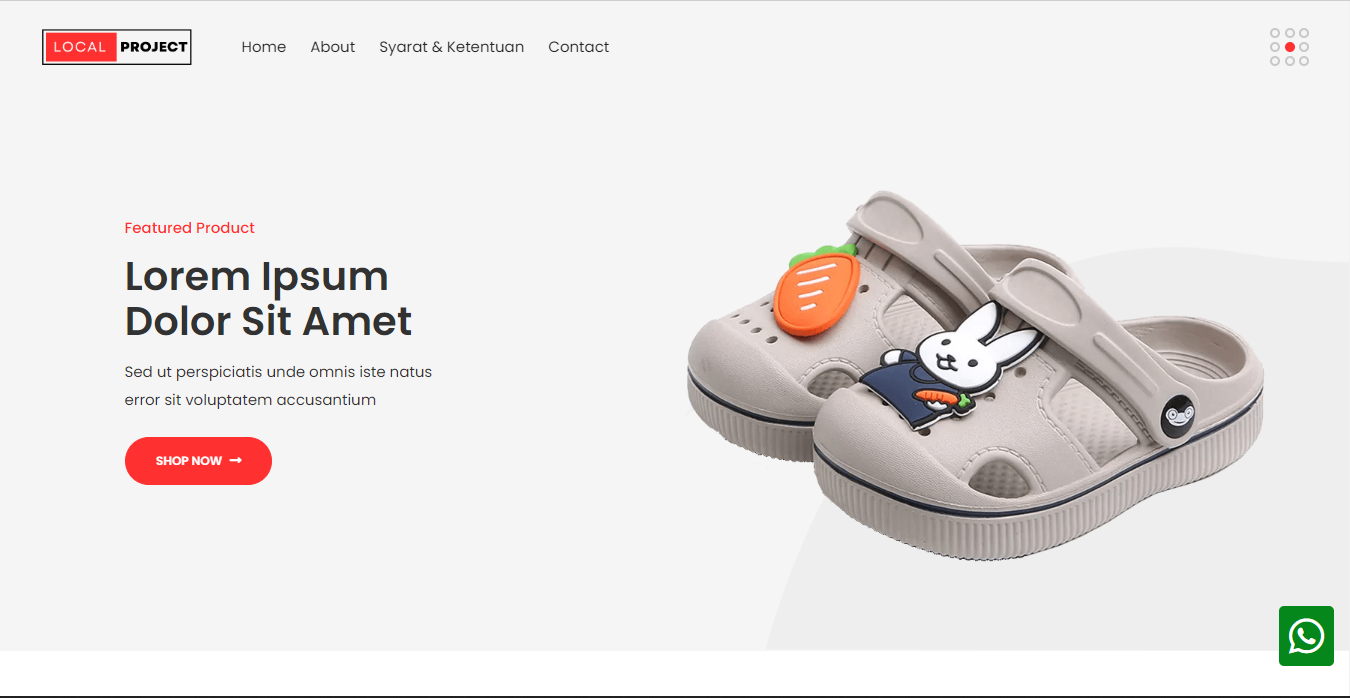 LOCAL PROJECT
Home About Syarat & Ketentuan Contact
Featured Product
Lorem Ipsum
Dolor Sit Amet
Sed ut perspiciatis unde omnis iste natus
error sit voluptatem accusantium
SHOP NOW